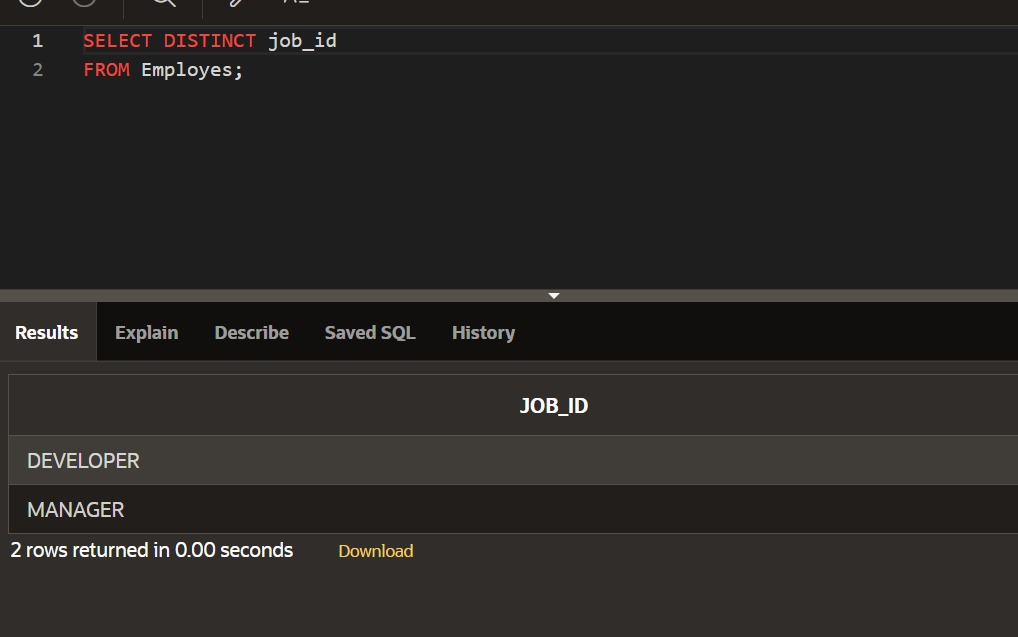 1 SELECT DISTINCT job_id
2 FROM Employes;
Results Explain Describe Saved SQL History
JOB_ID
DEVELOPER
MANAGER
2 rows returned in 0.00 seconds Download